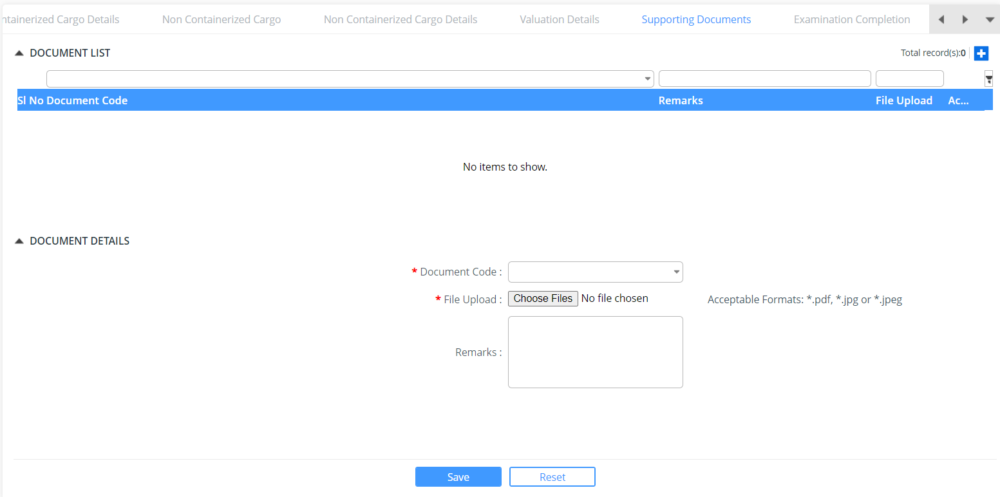 ntainerized Cargo Details Non Containerized Cargo Non Containerized Cargo Details Valuation Details Supporting Documents Examination Completion
DOCUMENT LIST Total record(s):0
Sl No Document Code Remarks File Upload Ac...
No items to show.
DOCUMENT DETAILS
* Document Code :
* File Upload : Choose Files No file chosen Acceptable Formats: *.pdf, *.jpg or *.jpeg
Remarks :
Save Reset